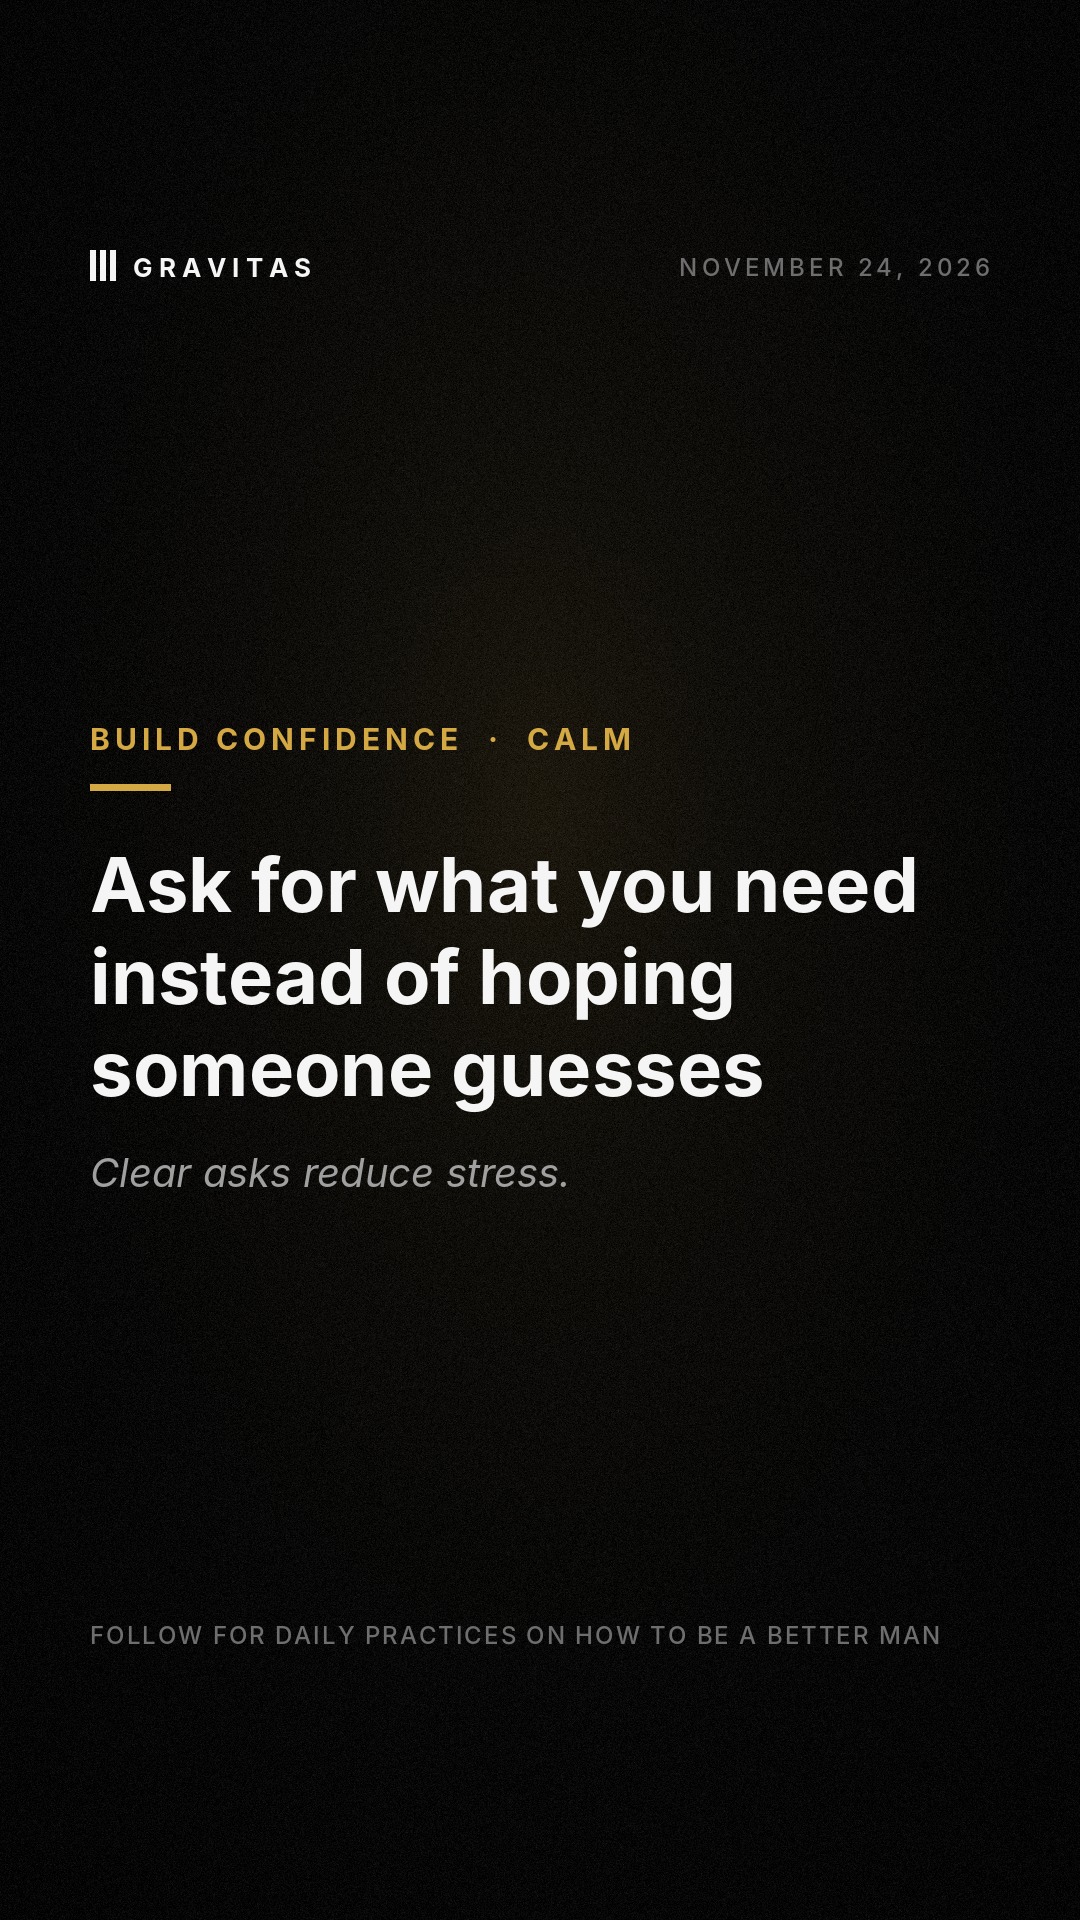 GRAVITAS
NOVEMBER 24, 2026
BUILD CONFIDENCE · CALM
Ask for what you need
instead of hoping
someone guesses
Clear asks reduce stress.
FOLLOW FOR DAILY PRACTICES ON HOW TO BE A BETTER MAN